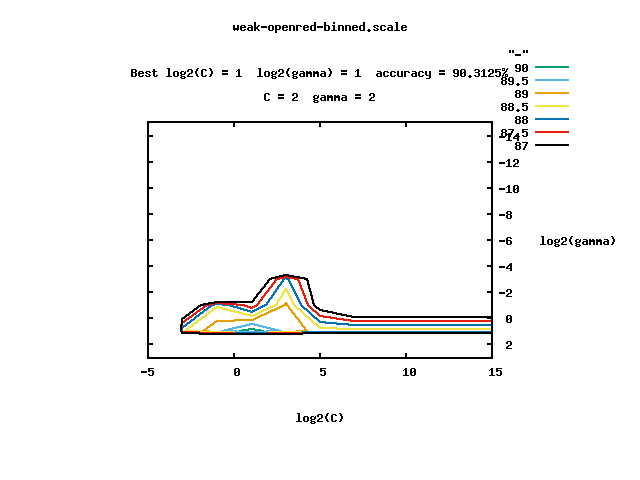 weak-openred-binned.scale
"_"
Best log2(C) = 1  log2(gamma) = 1  accuracy = 90.3125%
C = 2  gamma = 2
90
89.5
89
88.5
88
87.5
87
-14
-12
-10
-8
-6
-4
-2
0
2
log2(gamma)
-5 0 5 10 15
log2(C)